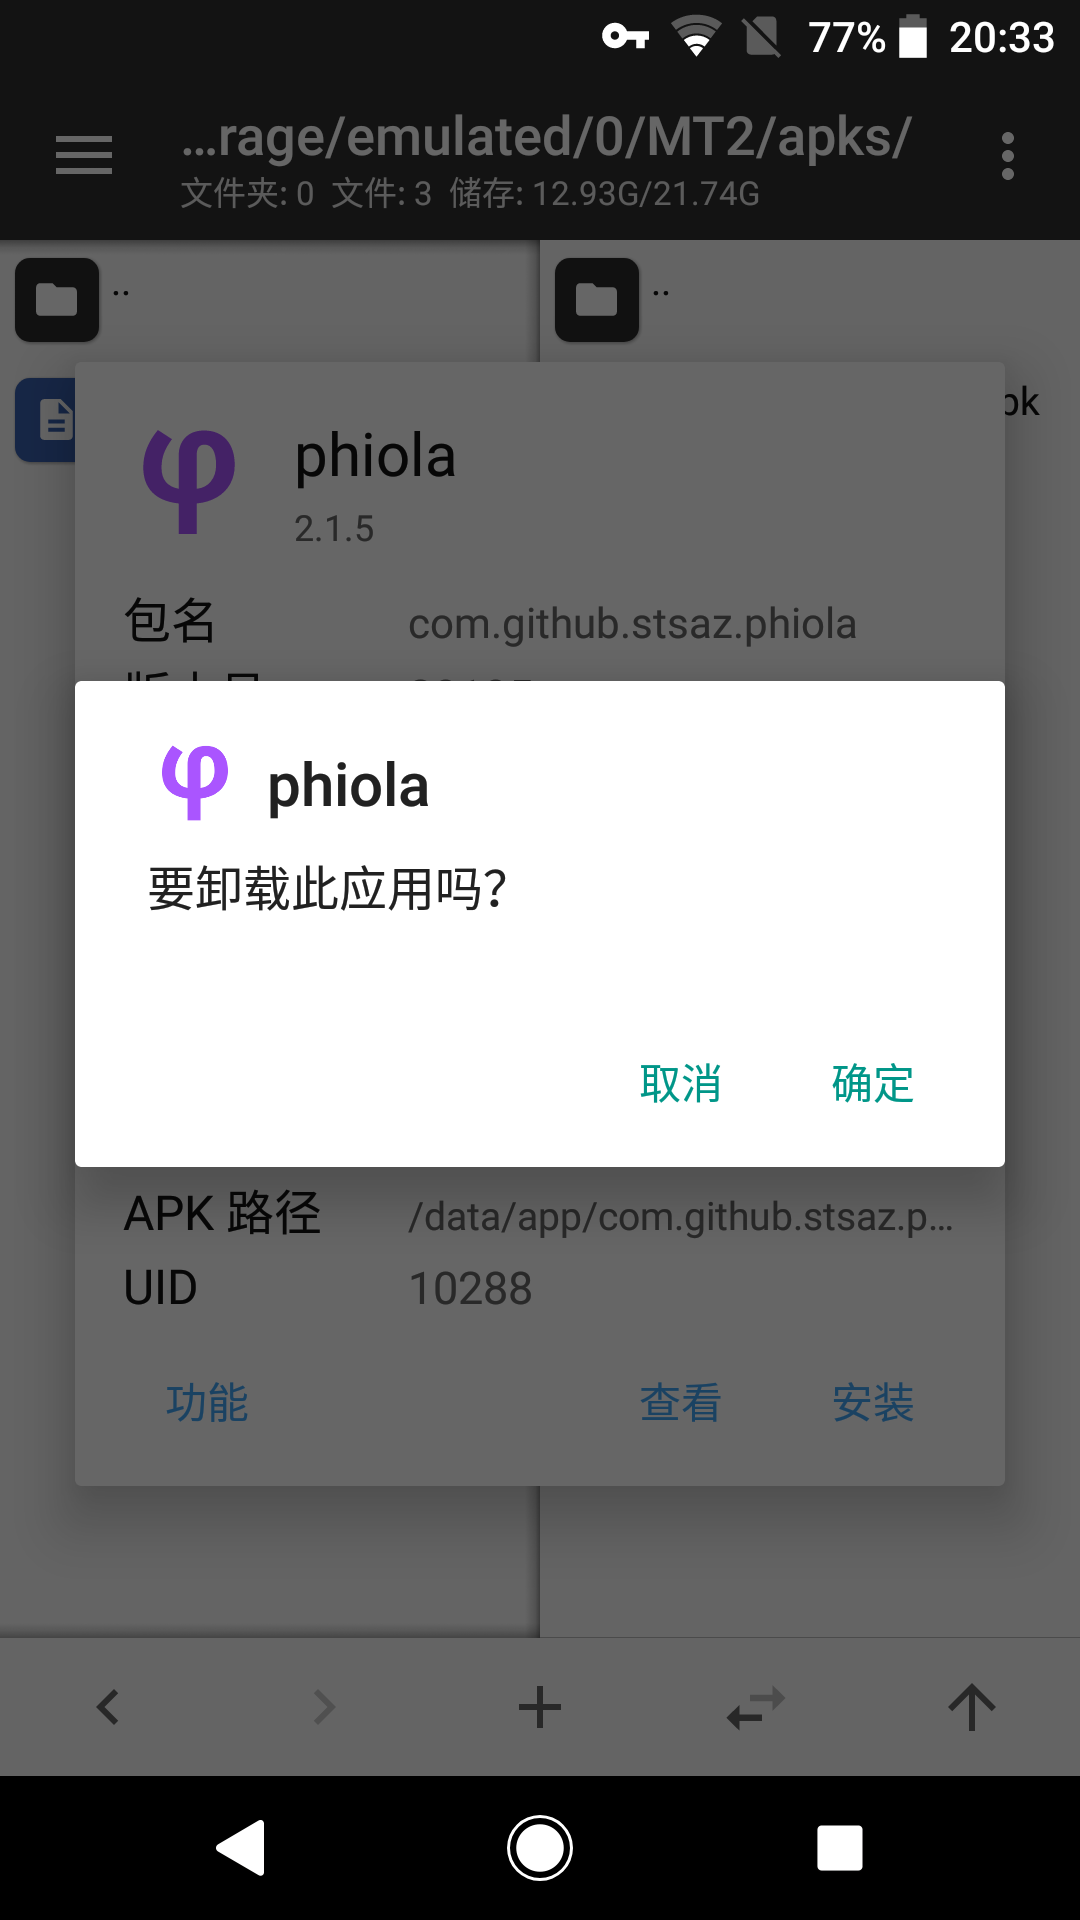 77% 20:33
...rage/emulated/0/MT2/apks/
文件夹: 0 文件: 3 储存: 12.93G/21.74G
.. ..
pk
phiola
2.1.5
包名 com.github.stsaz.phiola
phiola
要卸载此应用吗?
取消 确定
APK 路径 /data/app/com.github.stsaz.p...
UID 10288
功能 查看 安装